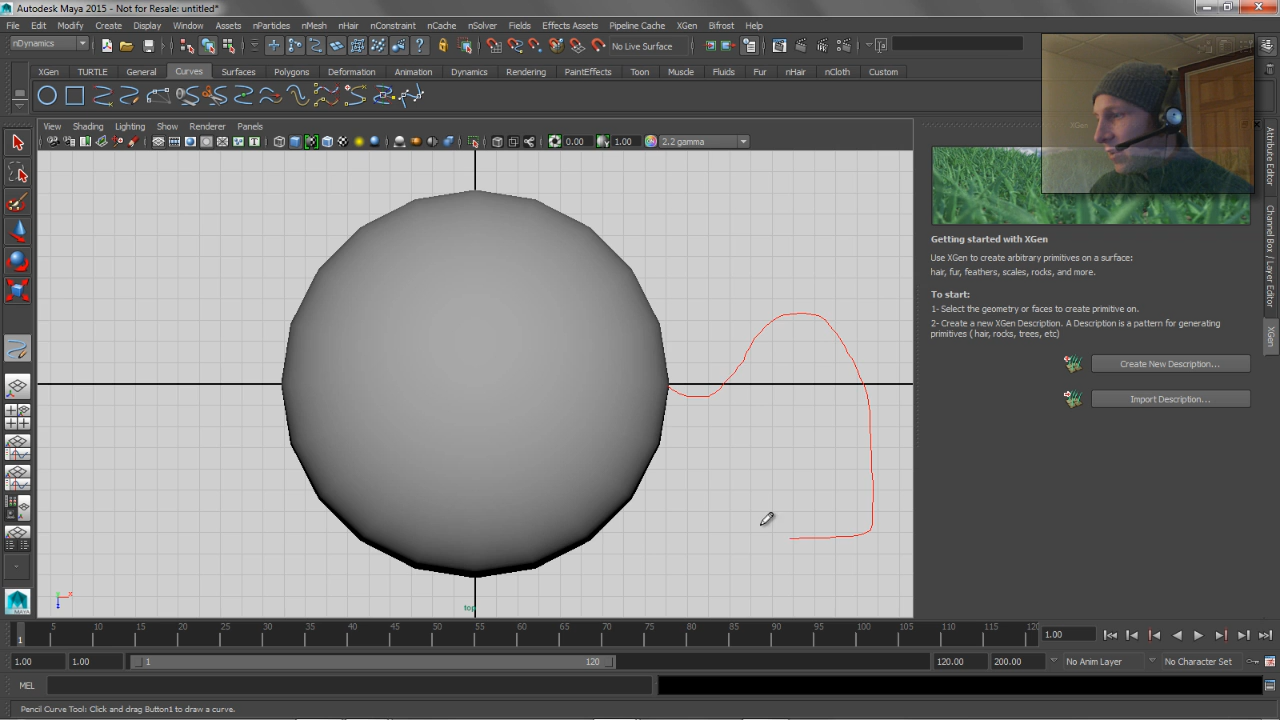 Autodesk Maya 2015 - Not for Resale: untitled*
File Edit Modify Create Display Window Assets nParticles nMesh nHair nConstraint nCache nSolver Fields Effects Assets Pipeline Cache XGen Bifrost Help
nDynamics
No Live Surface
XGen TURTLE General Curves Surfaces Polygons Deformation Animation Dynamics Rendering PaintEffects Toon Muscle Fluids Fur nHair nCloth Custom
View Shading Lighting Show Renderer Panels
0.00 1.00 2.2 gamma
XGen
Getting started with XGen
Use XGen to create arbitrary primitives on a surface:
hair, fur, feathers, scales, rocks, and more.
To start:
1- Select the geometry or faces to create primitive on.
2- Create a new XGen Description. A Description is a pattern for generating
primitives ( hair, rocks, trees, etc)
Create New Description...
Import Description...
Attribute Editor
Channel Box / Layer Editor
XGen
MAYA
x
top
5 10 15 20 25 30 35 40 45 50 55 60 65 70 75 80 85 90 95 100 105 110 115 120
1
1.00
1.00 1.00 1 120 120.00 200.00 No Anim Layer No Character Set
MEL
Pencil Curve Tool: Click and drag Button1 to draw a curve.